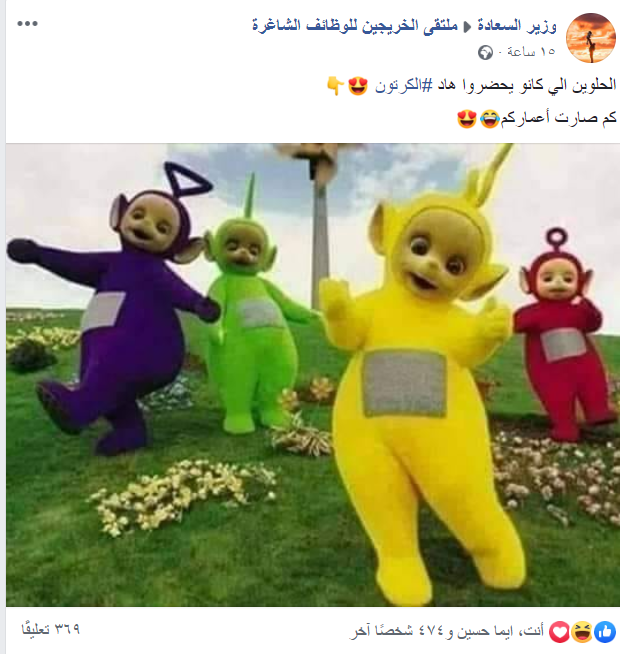 وزير السعادة ◂ ملتقى الخريجين للوظائف الشاغرة
١٥ ساعة ·
الحلوين الي كانو يحضروا هاد #الكرتون 😍👇
كم صارت أعماركم😂😍
أنت، ايما حسين و٤٧٤ شخصًا آخر
٣٦٩ تعليقًا